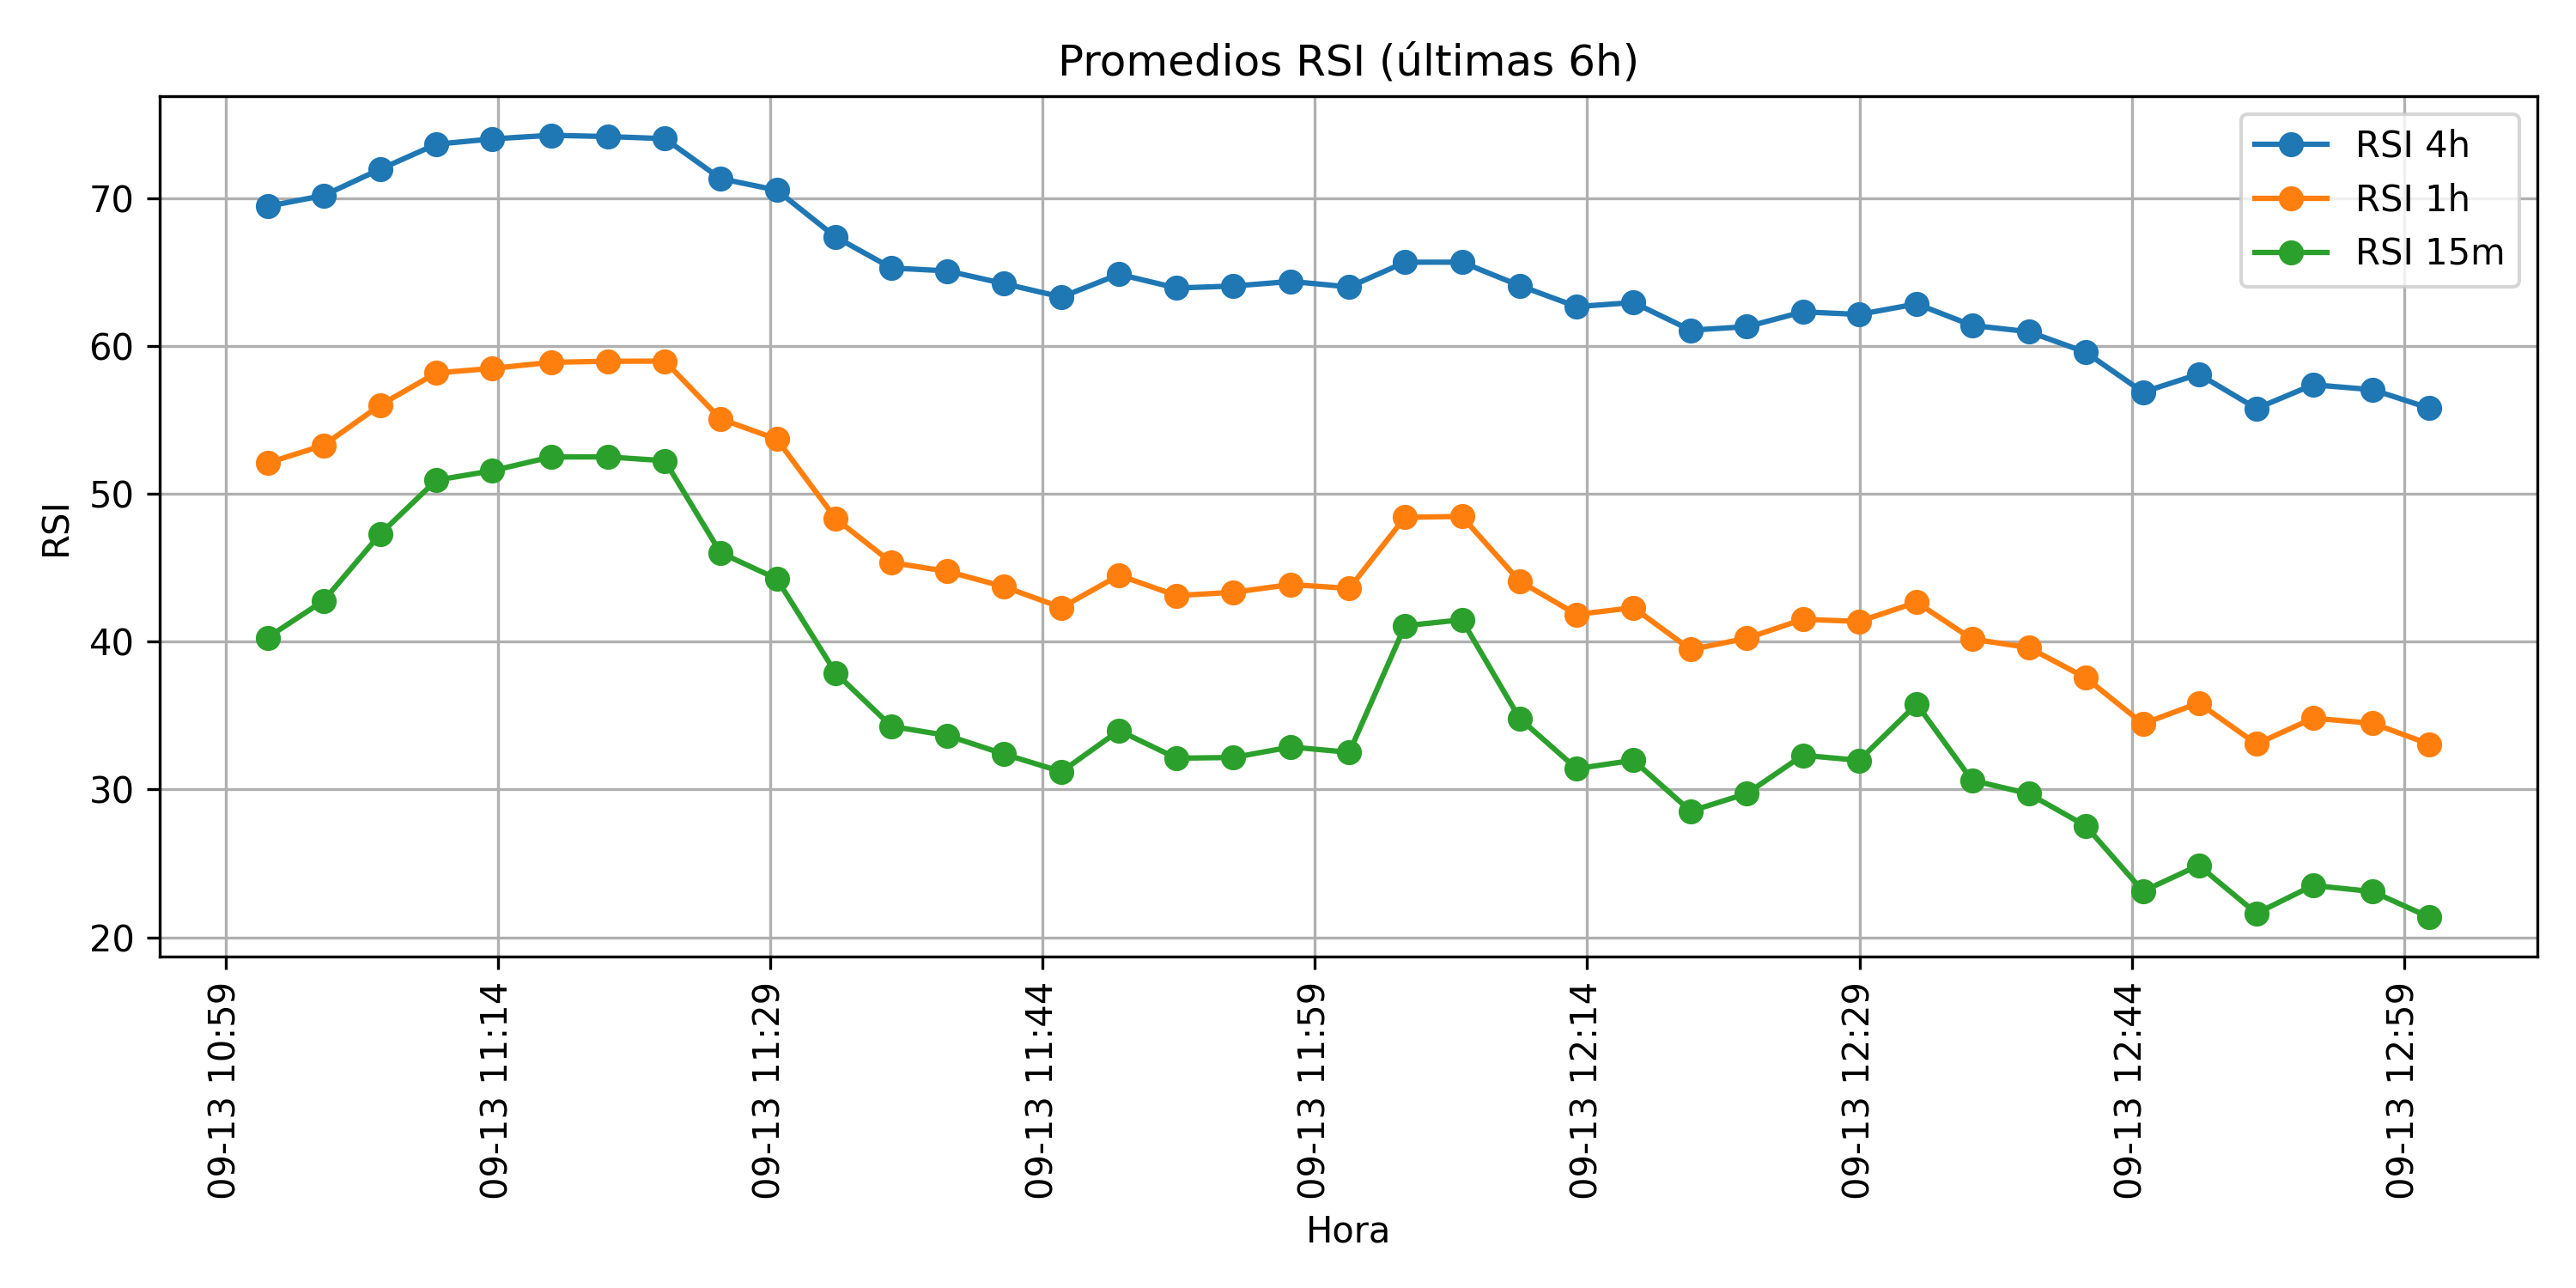 Promedios RSI (últimas 6h)
RSI 4h
RSI 1h
RSI 15m
RSI
70
60
50
40
30
20
09-13 10:59
09-13 11:14
09-13 11:29
09-13 11:44
09-13 11:59
09-13 12:14
09-13 12:29
09-13 12:44
09-13 12:59
Hora